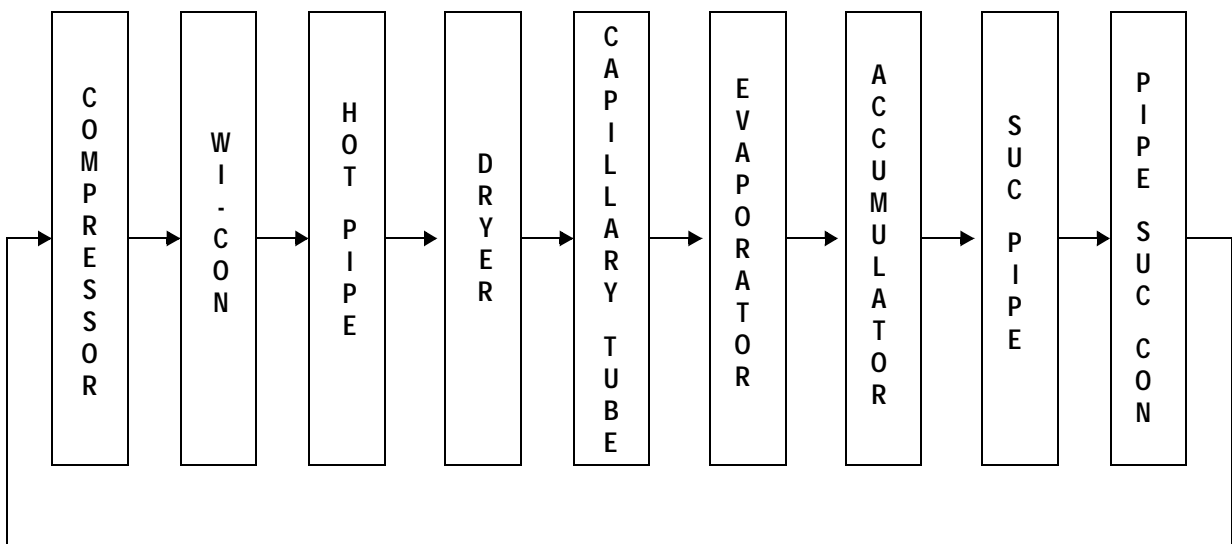 COMPRESSOR
WI-CON
HOT PIPE
DRYER
CAPILLARY TUBE
EVAPORATOR
ACCUMULATOR
SUC PIPE
PIPE SUC CON